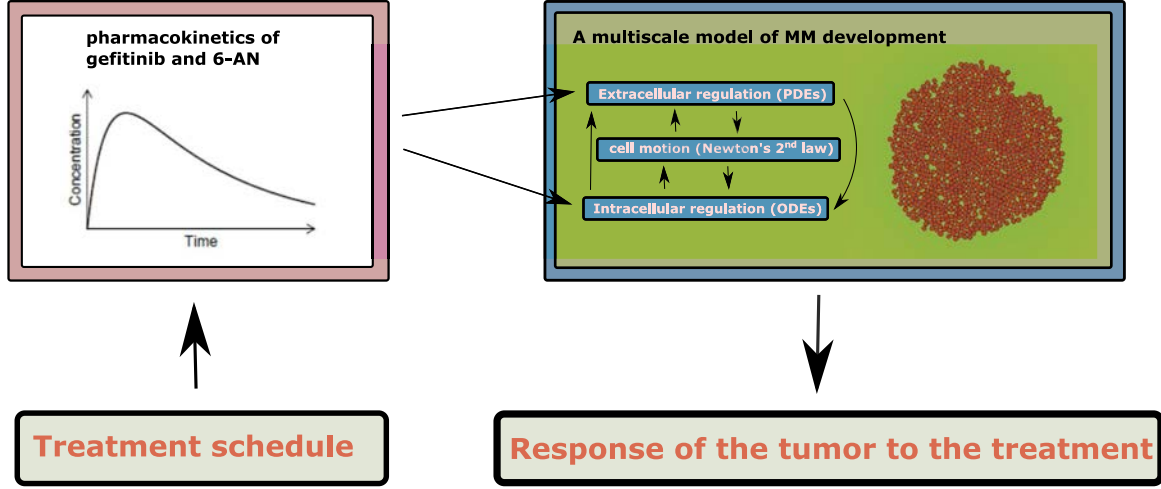 pharmacokinetics of
gefitinib and 6-AN
Concentration
Time
A multiscale model of MM development
Extracellular regulation (PDEs)
cell motion (Newton's 2nd law)
Intracellular regulation (ODEs)
Treatment schedule
Response of the tumor to the treatment